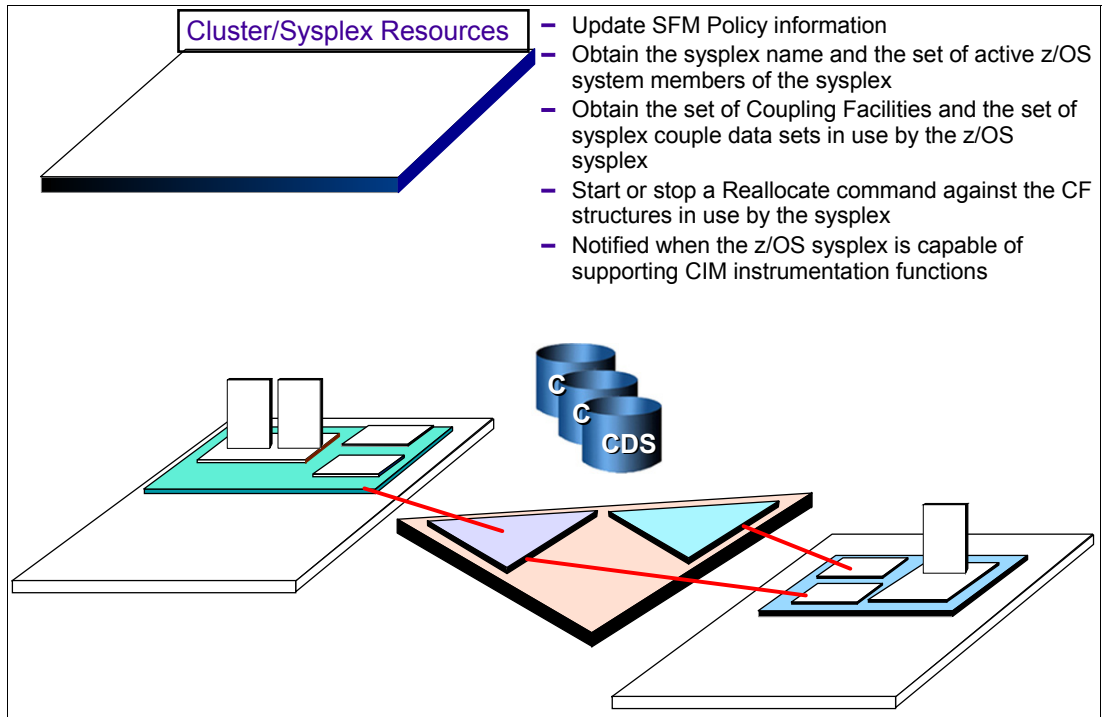 Cluster/Sysplex Resources
– Update SFM Policy information
– Obtain the sysplex name and the set of active z/OS
system members of the sysplex
– Obtain the set of Coupling Facilities and the set of
sysplex couple data sets in use by the z/OS
sysplex
– Start or stop a Reallocate command against the CF
structures in use by the sysplex
– Notified when the z/OS sysplex is capable of
supporting CIM instrumentation functions
C
C
CDS